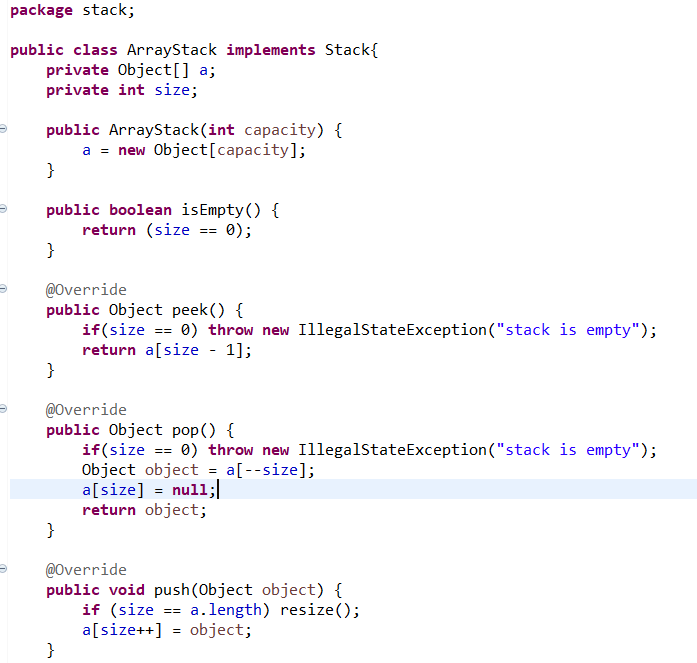 package stack;
public class ArrayStack implements Stack{
    private Object[] a;
    private int size;
    public ArrayStack(int capacity) {
        a = new Object[capacity];
    }
    public boolean isEmpty() {
        return (size == 0);
    }
    @Override
    public Object peek() {
        if(size == 0) throw new IllegalStateException("stack is empty");
        return a[size - 1];
    }
    @Override
    public Object pop() {
        if(size == 0) throw new IllegalStateException("stack is empty");
        Object object = a[--size];
        a[size] = null;
        return object;
    }
    @Override
    public void push(Object object) {
        if (size == a.length) resize();
        a[size++] = object;
    }